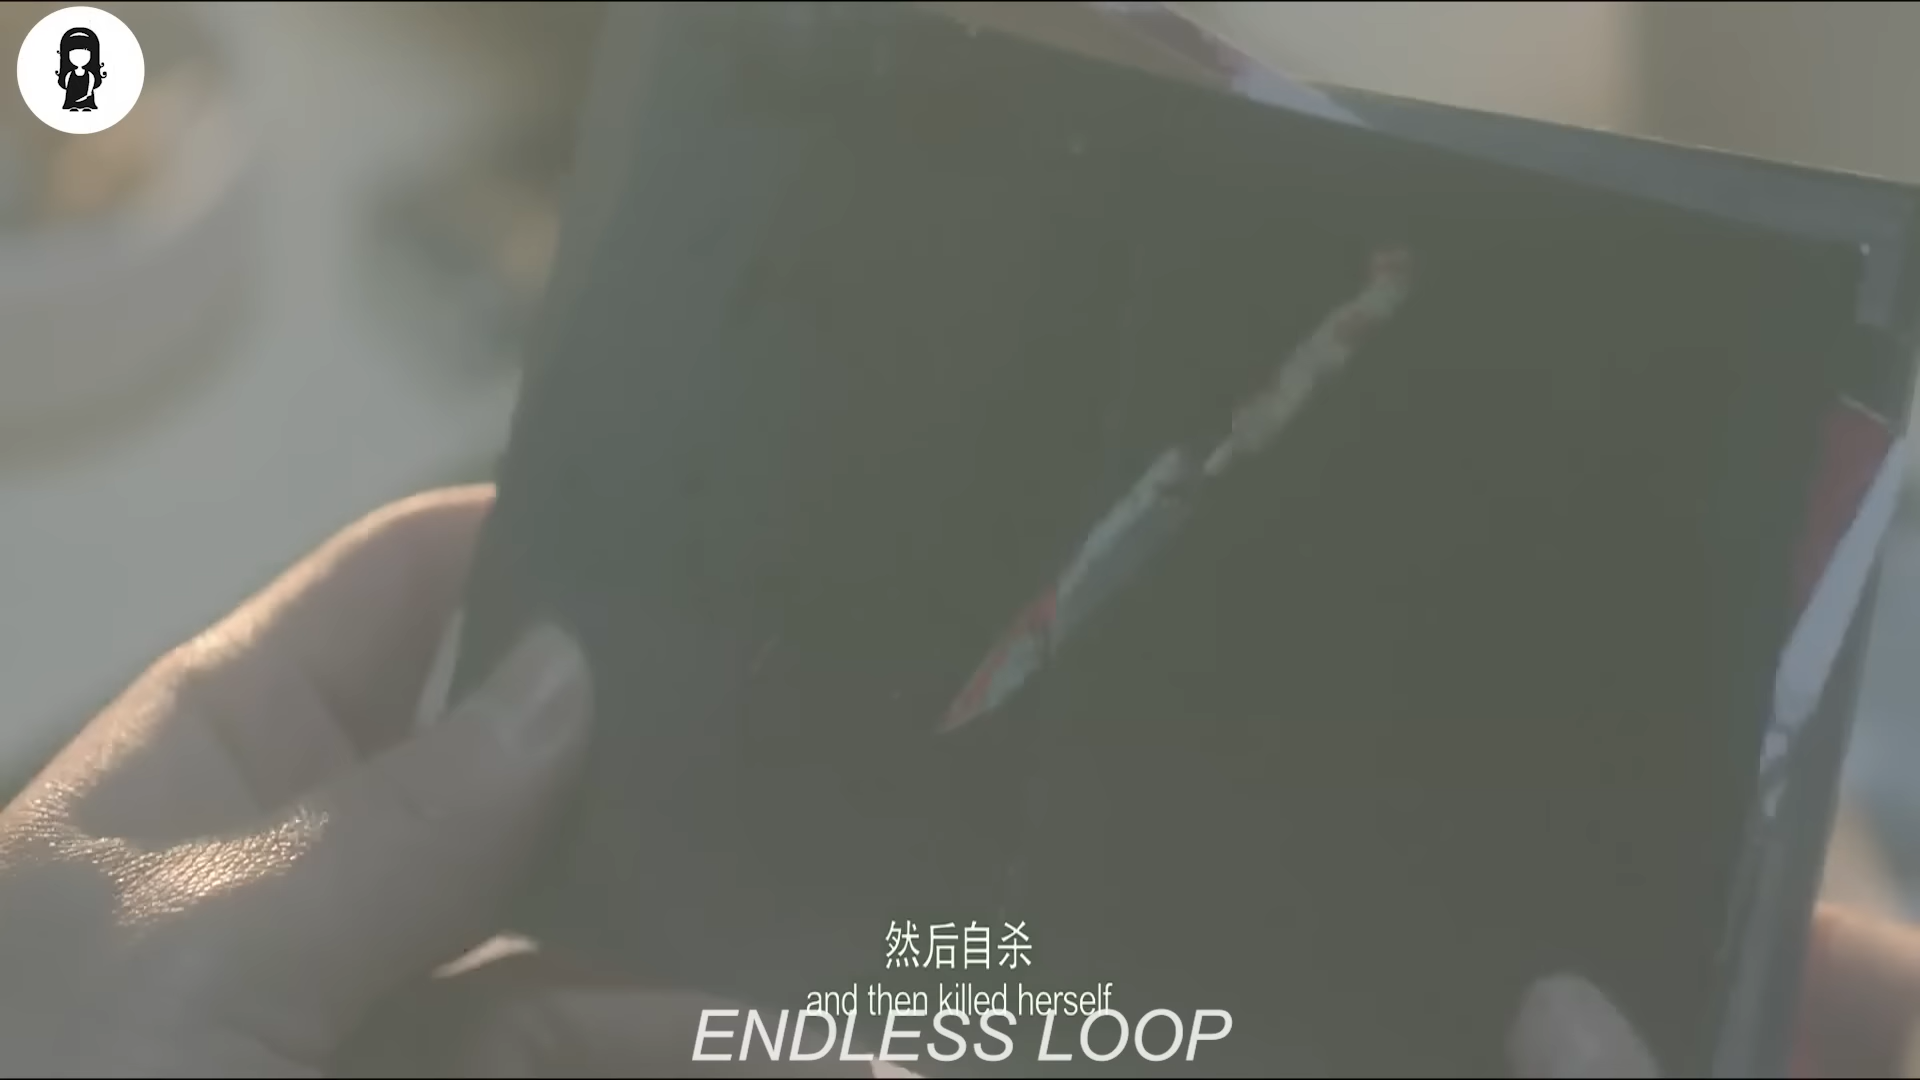 然后自杀
and then killed herself
ENDLESS LOOP